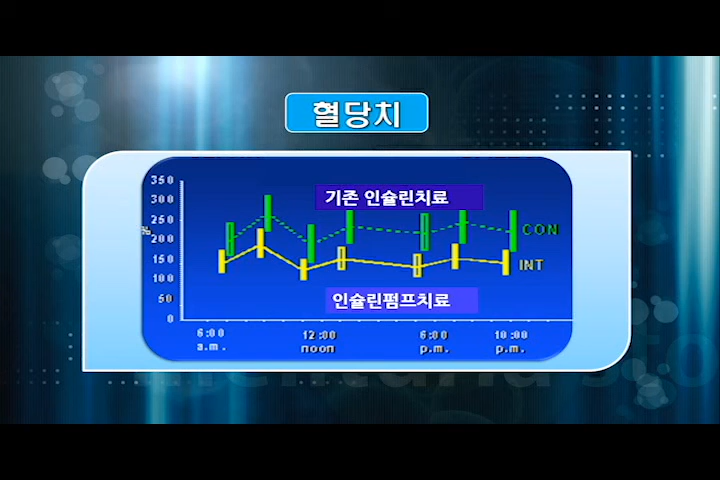 혈당치
350
300
250
200
150
100
50
0
%
기존 인슐린치료
CON
INT
인슐린펌프치료
6:00 a.m.
12:00 noon
6:00 p.m.
10:00 p.m.